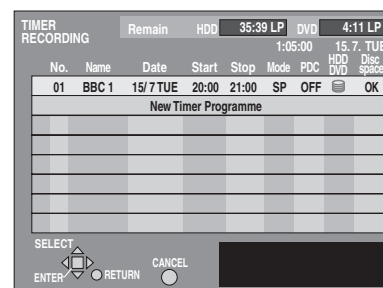 TIMER RECORDING Remain HDD 35:39 LP DVD 4:11 LP
1:05:00 15. 7. TUE
No. Name Date Start Stop Mode PDC HDD DVD Disc space
01 BBC 1 15/ 7 TUE 20:00 21:00 SP OFF OK
New Timer Programme
SELECT
CANCEL
ENTER RETURN